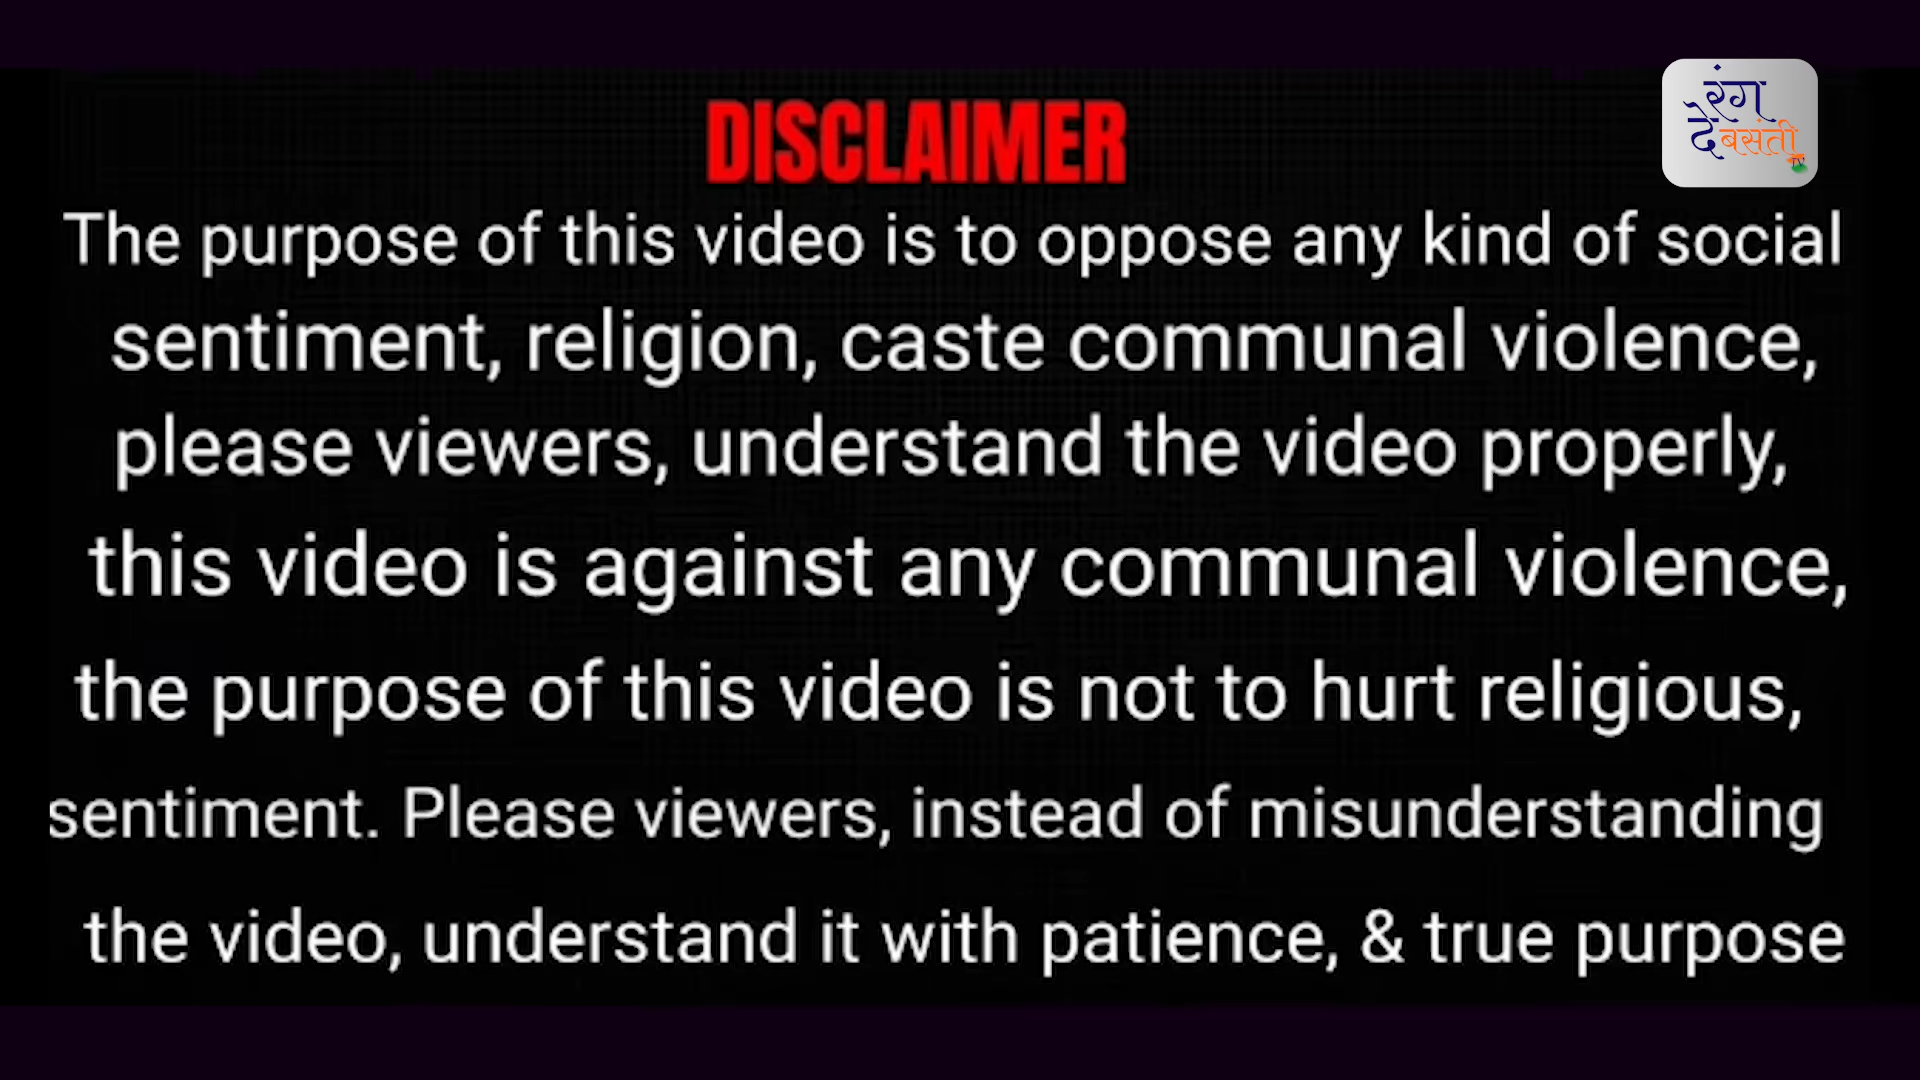 रंग
दे बसंती
DISCLAIMER
The purpose of this video is to oppose any kind of social
sentiment, religion, caste communal violence,
please viewers, understand the video properly,
this video is against any communal violence,
the purpose of this video is not to hurt religious,
sentiment. Please viewers, instead of misunderstanding
the video, understand it with patience, & true purpose